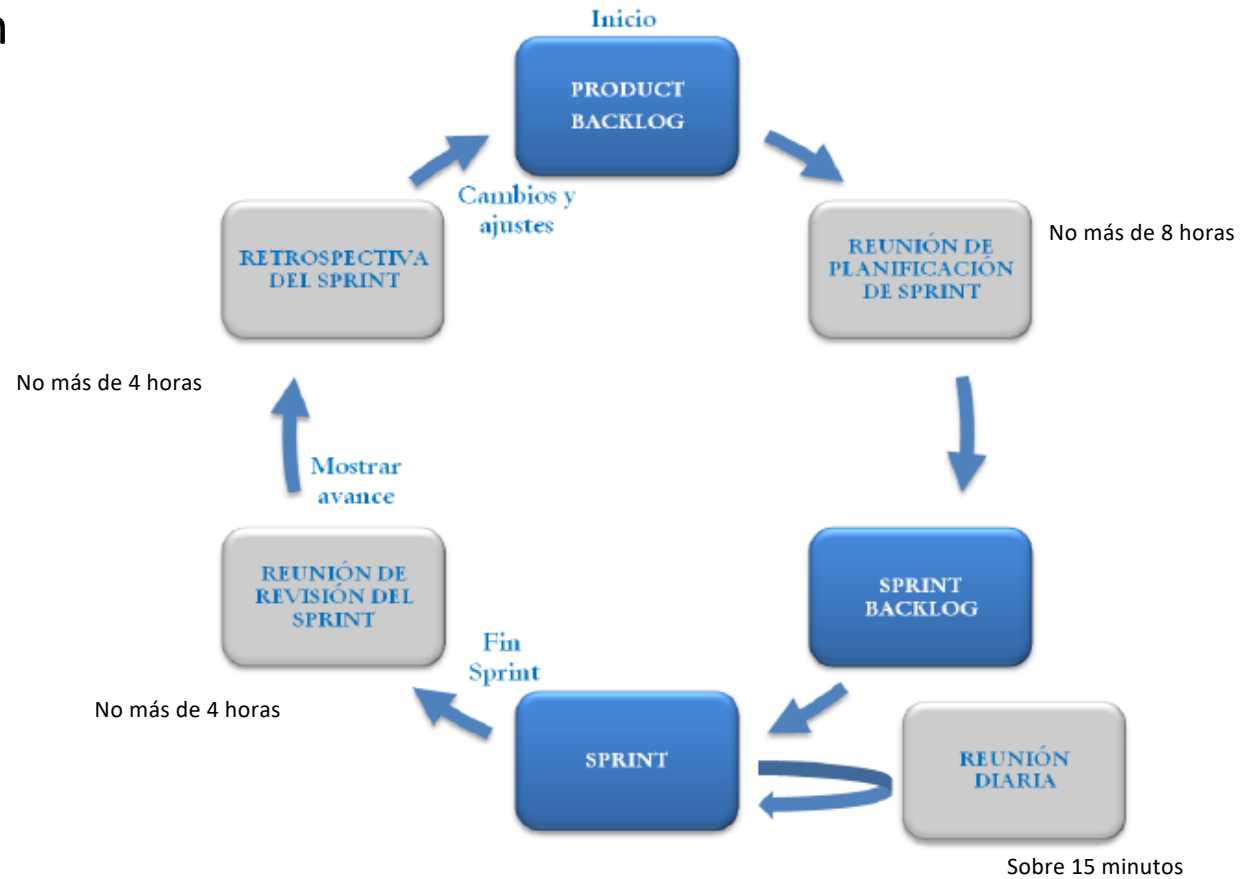 n
Inicio
PRODUCT
BACKLOG
Cambios y
ajustes
RETROSPECTIVA
DEL SPRINT
REUNIÓN DE
PLANIFICACIÓN
DE SPRINT
No más de 8 horas
No más de 4 horas
Mostrar
avance
REUNIÓN DE
REVISIÓN DEL
SPRINT
SPRINT
BACKLOG
Fin
Sprint
No más de 4 horas
SPRINT
REUNIÓN
DIARIA
Sobre 15 minutos